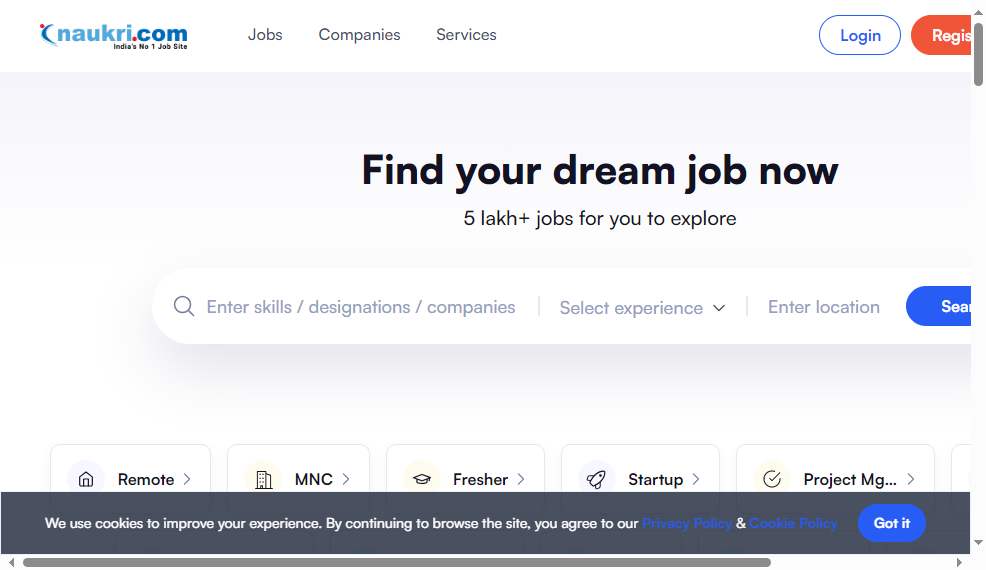 naukri.com
India's No 1 Job Site
Jobs
Companies
Services
Login
Regis
Find your dream job now
5 lakh+ jobs for you to explore
Enter skills / designations / companies
Select experience
Enter location
Sear
Remote
MNC
Fresher
Startup
Project Mg...
We use cookies to improve your experience. By continuing to browse the site, you agree to our Privacy Policy & Cookie Policy
Got it